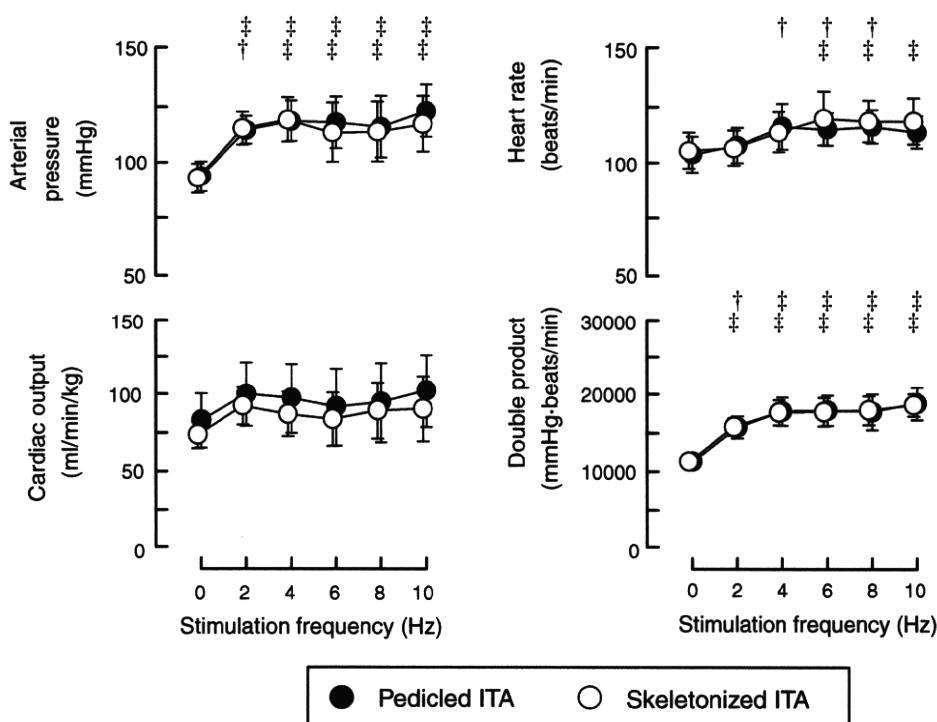 ‡ ‡ ‡ ‡ ‡
† ‡ ‡ ‡ ‡
150
100
50
Arterial
pressure
(mmHg)
† † †
‡ ‡ ‡
150
100
50
Heart rate
(beats/min)
150
100
50
0
Cardiac output
(ml/min/kg)
0 2 4 6 8 10
Stimulation frequency (Hz)
† ‡ ‡ ‡ ‡
‡ ‡ ‡ ‡ ‡
30000
20000
10000
0
Double product
(mmHg·beats/min)
0 2 4 6 8 10
Stimulation frequency (Hz)
Pedicled ITA Skeletonized ITA